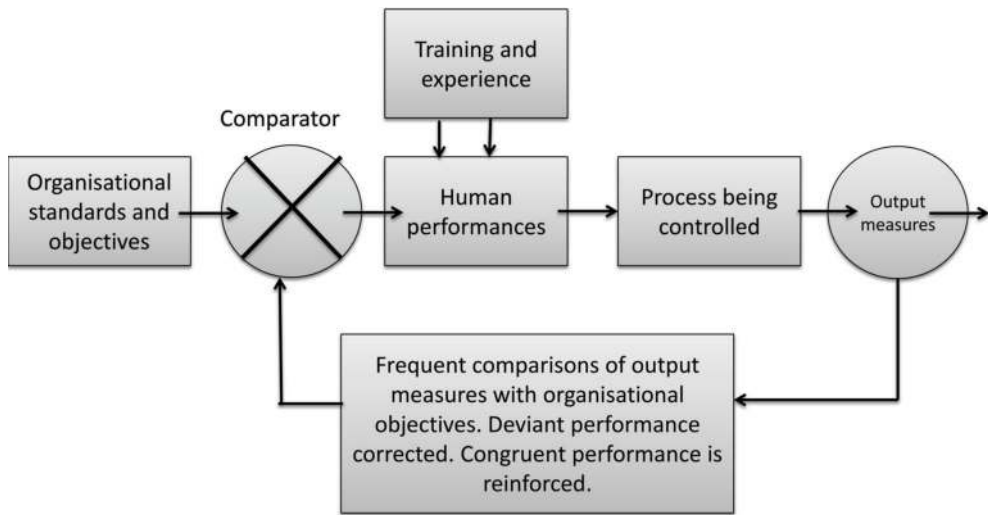 Training and
experience
Comparator
Organisational
standards and
objectives
Human
performances
Process being
controlled
Output
measures
Frequent comparisons of output
measures with organisational
objectives. Deviant performance
corrected. Congruent performance is
reinforced.